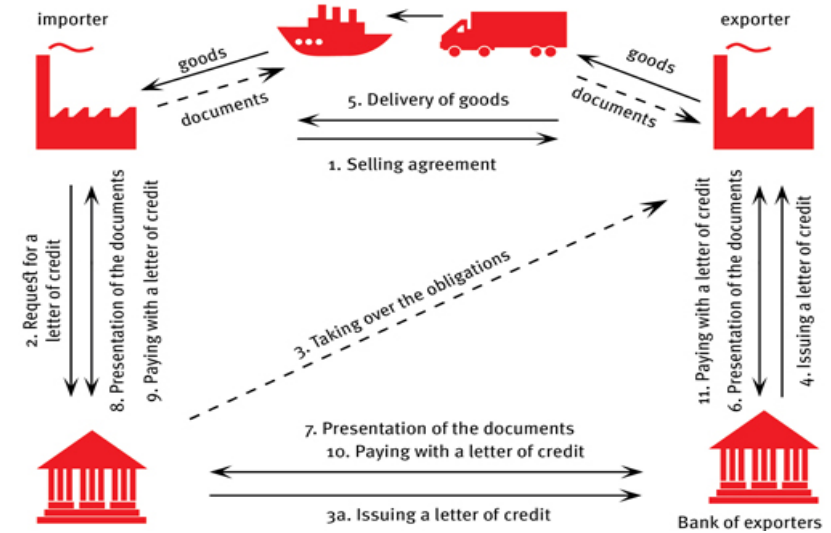 importer
exporter
goods
documents
goods
documents
5. Delivery of goods
1. Selling agreement
2. Request for a
letter of credit
8. Presentation of the documents
9. Paying with a letter of credit
3. Taking over the obligations
11. Paying with a letter of credit
6. Presentation of the documents
4. Issuing a letter of credit
7. Presentation of the documents
10. Paying with a letter of credit
3a. Issuing a letter of credit
Bank of exporters